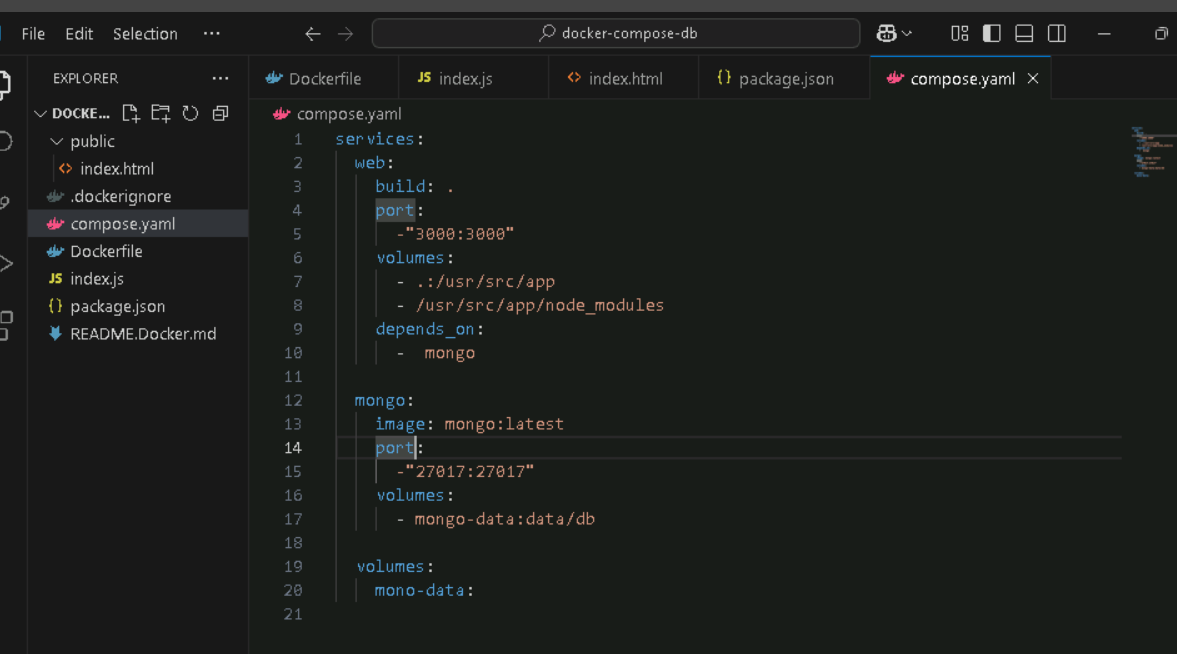 File Edit Selection ··· docker-compose-db
EXPLORER ···
Dockerfile
JS index.js
<> index.html
{} package.json
compose.yaml
DOCKE...
public
<> index.html
.dockerignore
compose.yaml
Dockerfile
JS index.js
{} package.json
README.Docker.md
compose.yaml
1 services:
2 web:
3 build: .
4 port:
5 -"3000:3000"
6 volumes:
7 - .:/usr/src/app
8 - /usr/src/app/node_modules
9 depends_on:
10 - mongo
11
12 mongo:
13 image: mongo:latest
14 port:
15 -"27017:27017"
16 volumes:
17 - mongo-data:data/db
18
19 volumes:
20 mono-data:
21